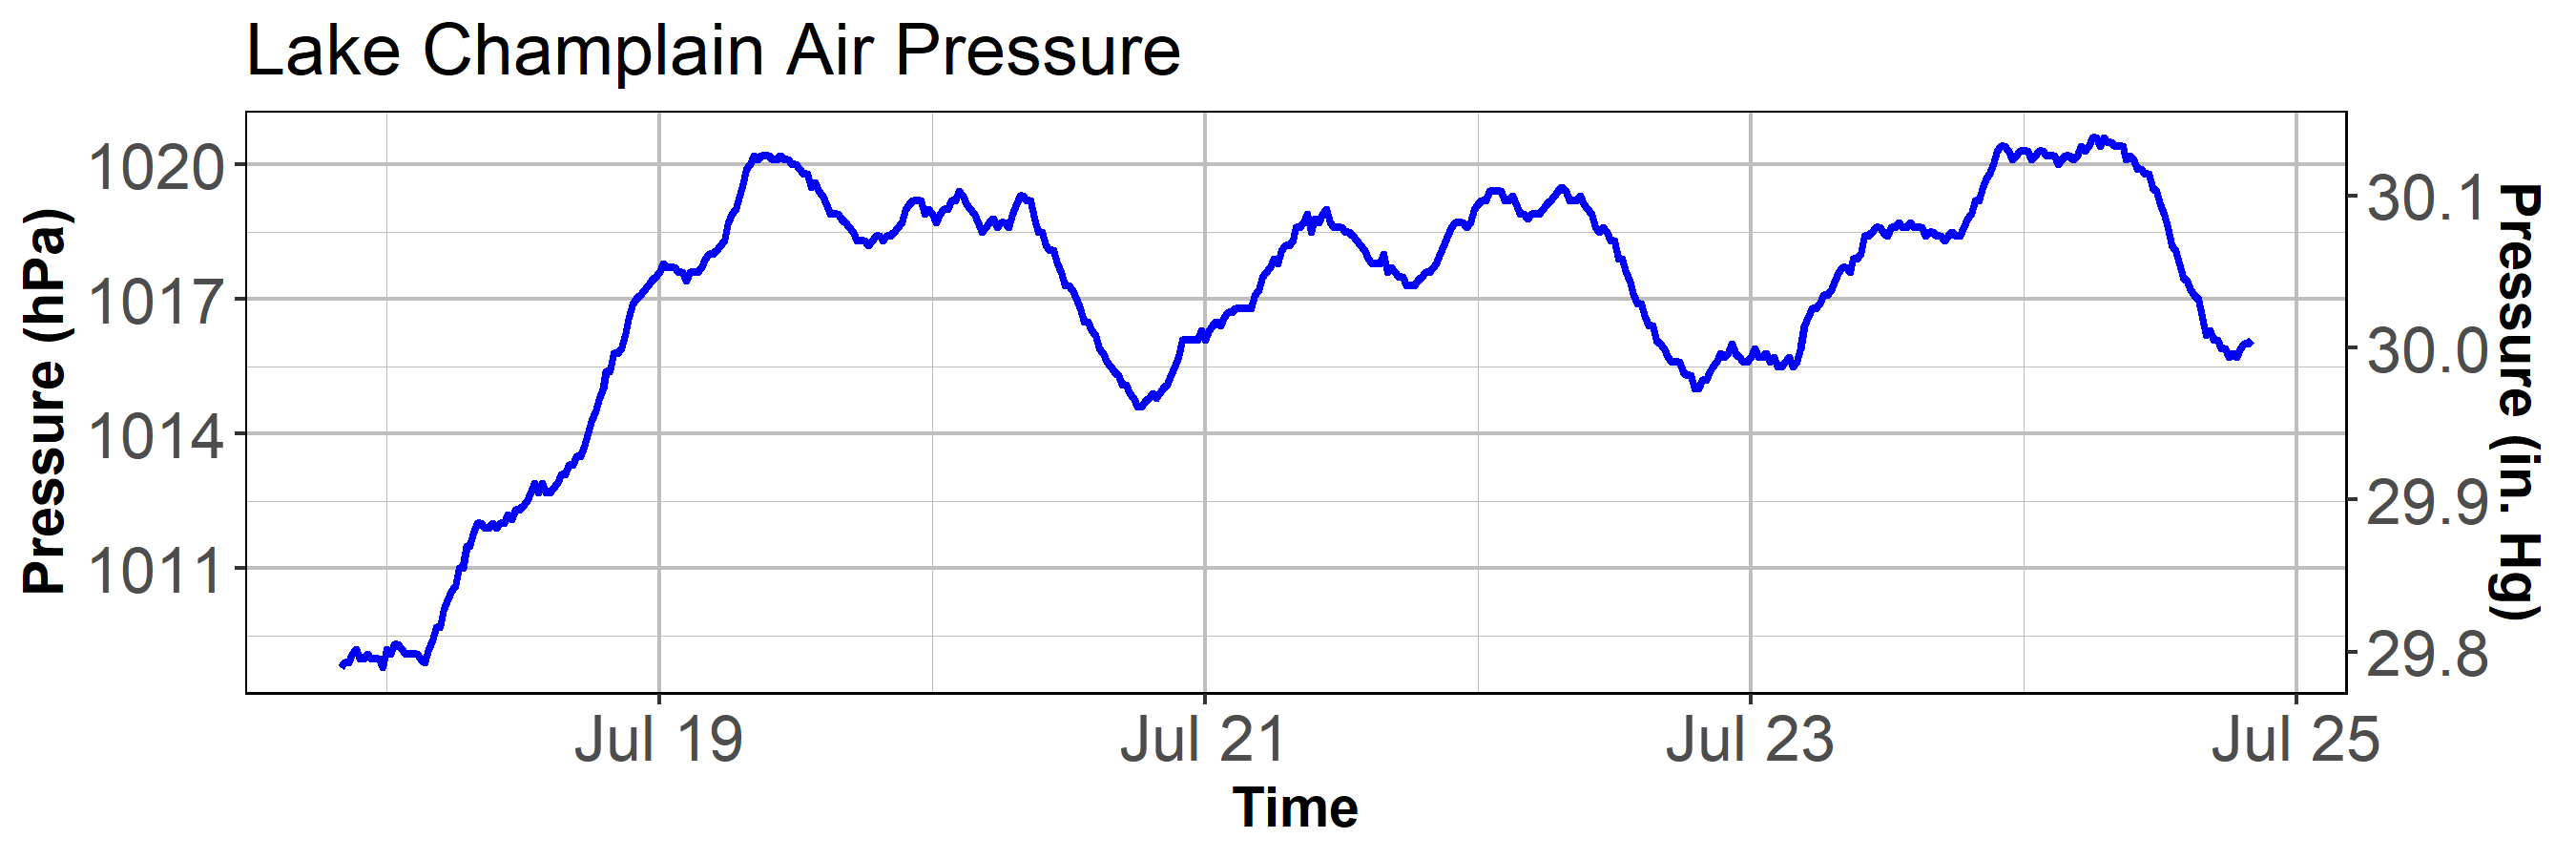 Lake Champlain Air Pressure
Pressure (hPa)
1020
1017
1014
1011
30.1
30.0
29.9
29.8
Pressure (in. Hg)
Jul 19
Jul 21
Jul 23
Jul 25
Time